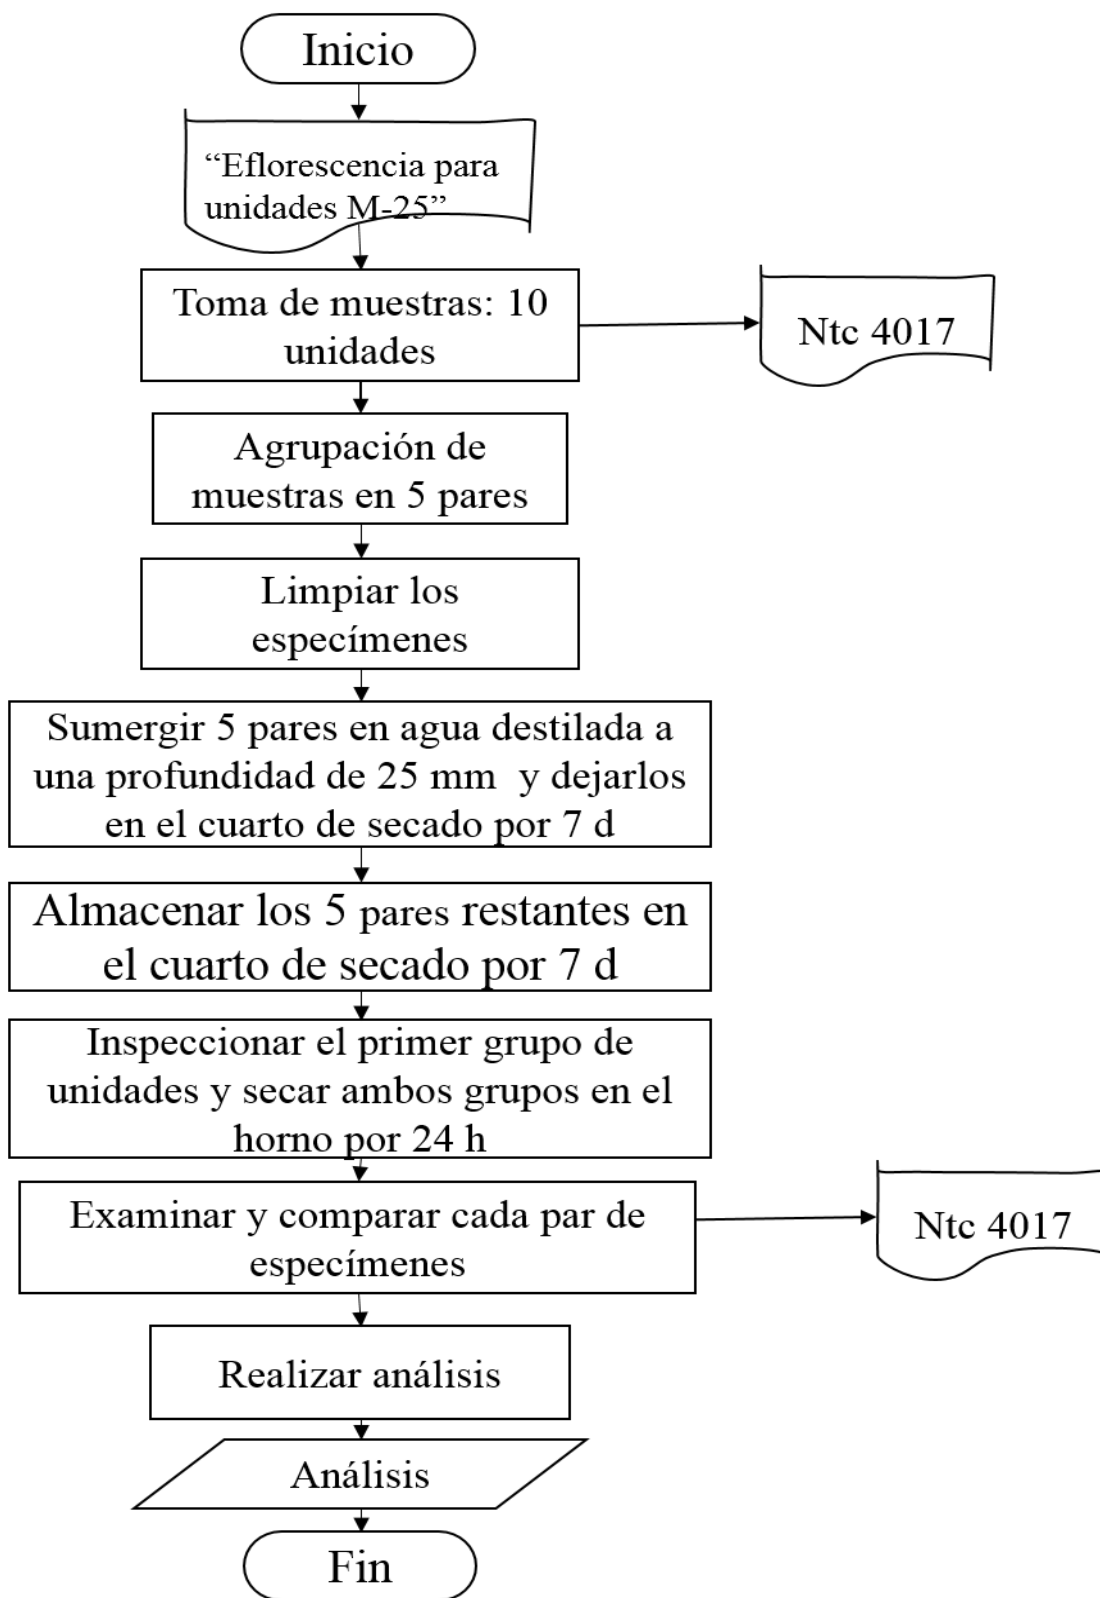 Inicio
“Eflorescencia para
unidades M-25”
Toma de muestras: 10
unidades
Ntc 4017
Agrupación de
muestras en 5 pares
Limpiar los
especímenes
Sumergir 5 pares en agua destilada a
una profundidad de 25 mm y dejarlos
en el cuarto de secado por 7 d
Almacenar los 5 pares restantes en
el cuarto de secado por 7 d
Inspeccionar el primer grupo de
unidades y secar ambos grupos en el
horno por 24 h
Examinar y comparar cada par de
especímenes
Ntc 4017
Realizar análisis
Análisis
Fin